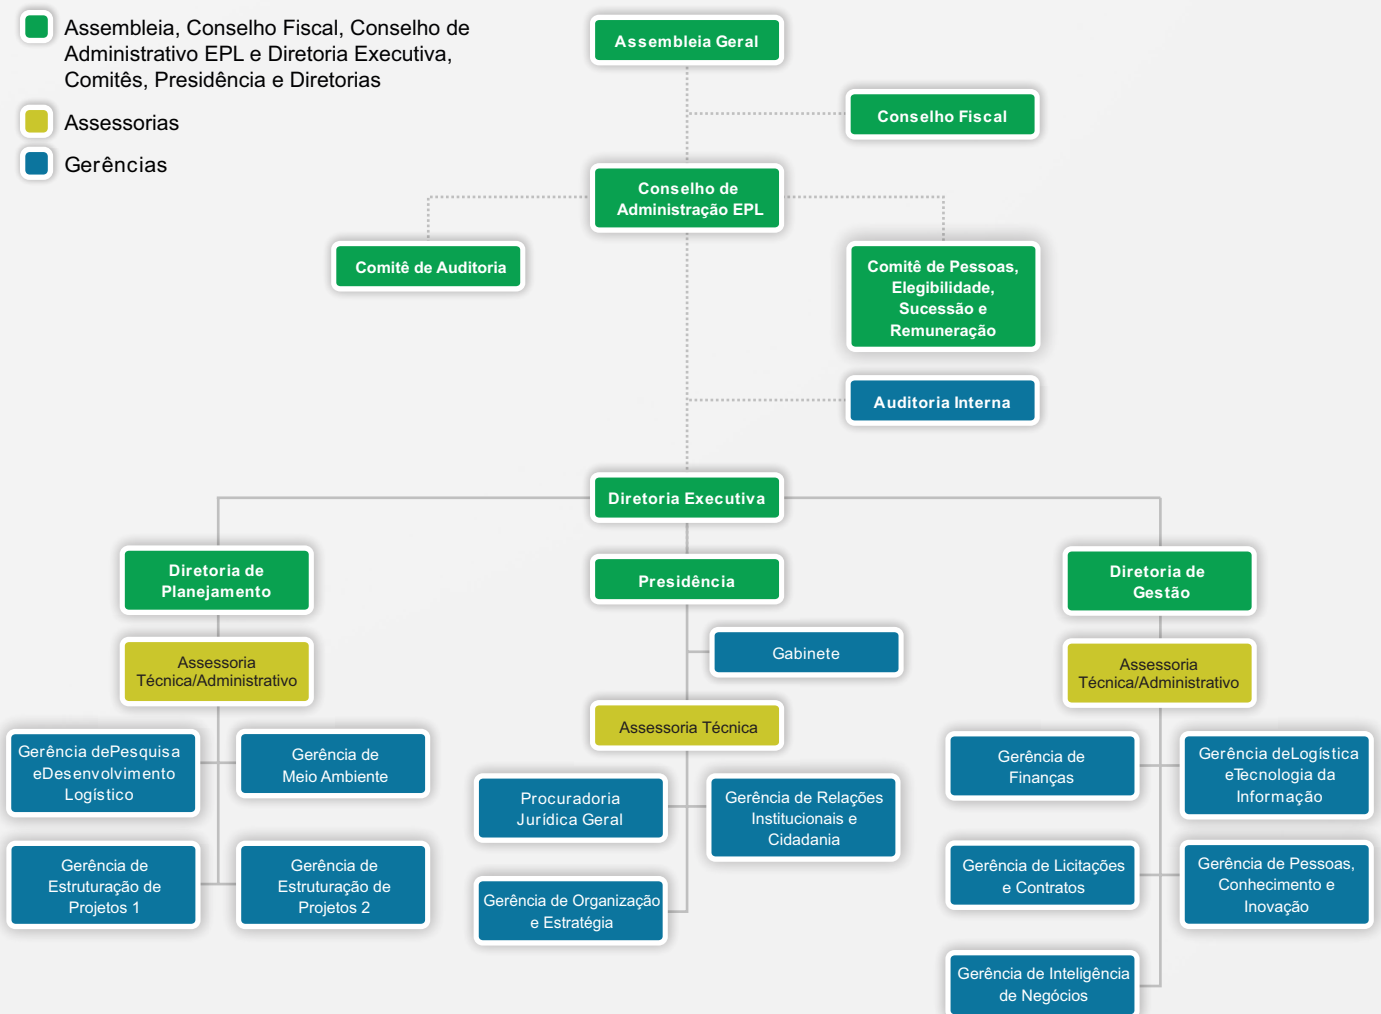 Assembleia, Conselho Fiscal, Conselho de
Administrativo EPL e Diretoria Executiva,
Comitês, Presidência e Diretorias
Assessorias
Gerências
Assembleia Geral
Conselho Fiscal
Conselho de
Administração EPL
Comitê de Auditoria
Comitê de Pessoas,
Elegibilidade,
Sucessão e
Remuneração
Auditoria Interna
Diretoria Executiva
Diretoria de
Planejamento
Presidência
Diretoria de
Gestão
Assessoria
Técnica/Administrativo
Gabinete
Assessoria Técnica
Assessoria
Técnica/Administrativo
Gerência dePesquisa
eDesenvolvimento
Logístico
Gerência de
Meio Ambiente
Gerência de
Estruturação de
Projetos 1
Gerência de
Estruturação de
Projetos 2
Procuradoria
Jurídica Geral
Gerência de Relações
Institucionais e
Cidadania
Gerência de Organização
e Estratégia
Gerência de
Finanças
Gerência deLogística
eTecnologia da
Informação
Gerência de Licitações
e Contratos
Gerência de Pessoas,
Conhecimento e
Inovação
Gerência de Inteligência
de Negócios